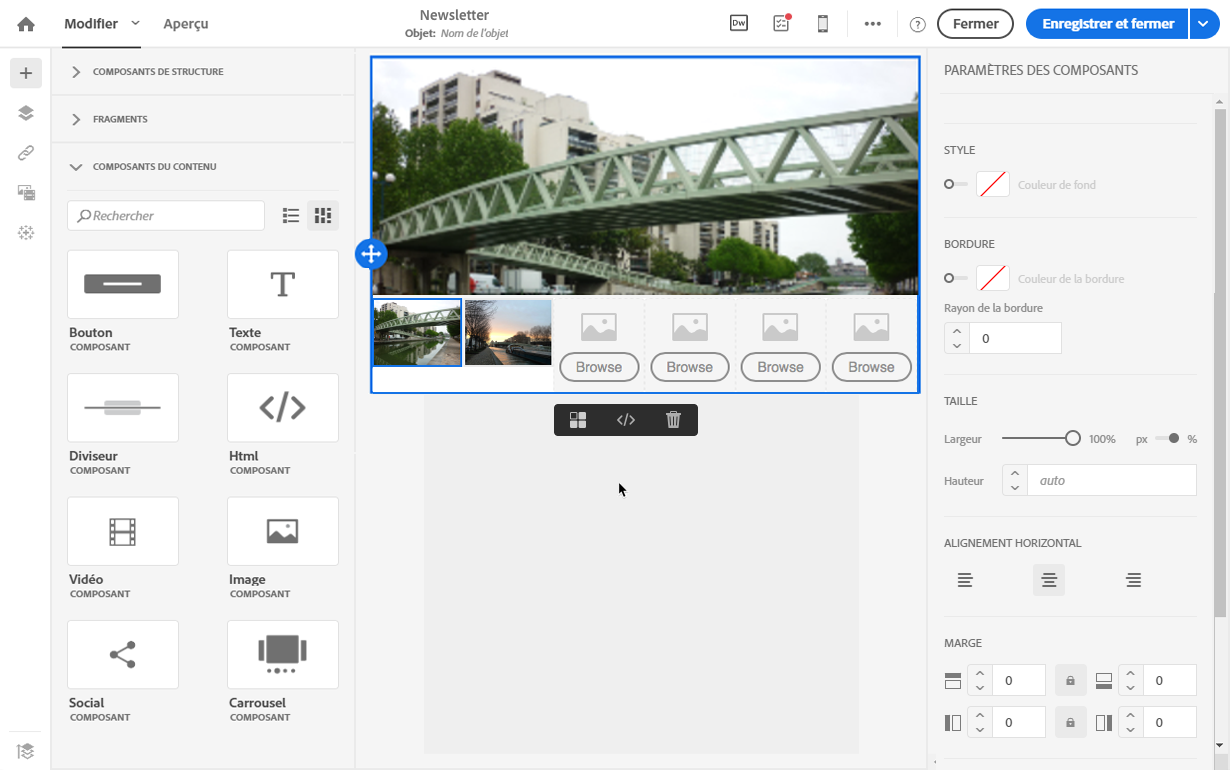 Modifier
Aperçu
Newsletter
Objet: Nom de l'objet
Dw
?
Fermer
Enregistrer et fermer
COMPOSANTS DE STRUCTURE
FRAGMENTS
COMPOSANTS DU CONTENU
Rechercher
Bouton
COMPOSANT
Texte
COMPOSANT
Diviseur
COMPOSANT
Html
COMPOSANT
Vidéo
COMPOSANT
Image
COMPOSANT
Social
COMPOSANT
Carrousel
COMPOSANT
Browse
Browse
Browse
Browse
PARAMÈTRES DES COMPOSANTS
STYLE
Couleur de fond
BORDURE
Couleur de la bordure
Rayon de la bordure
0
TAILLE
Largeur
100%
px
%
Hauteur
auto
ALIGNEMENT HORIZONTAL
MARGE
0
0
0
0